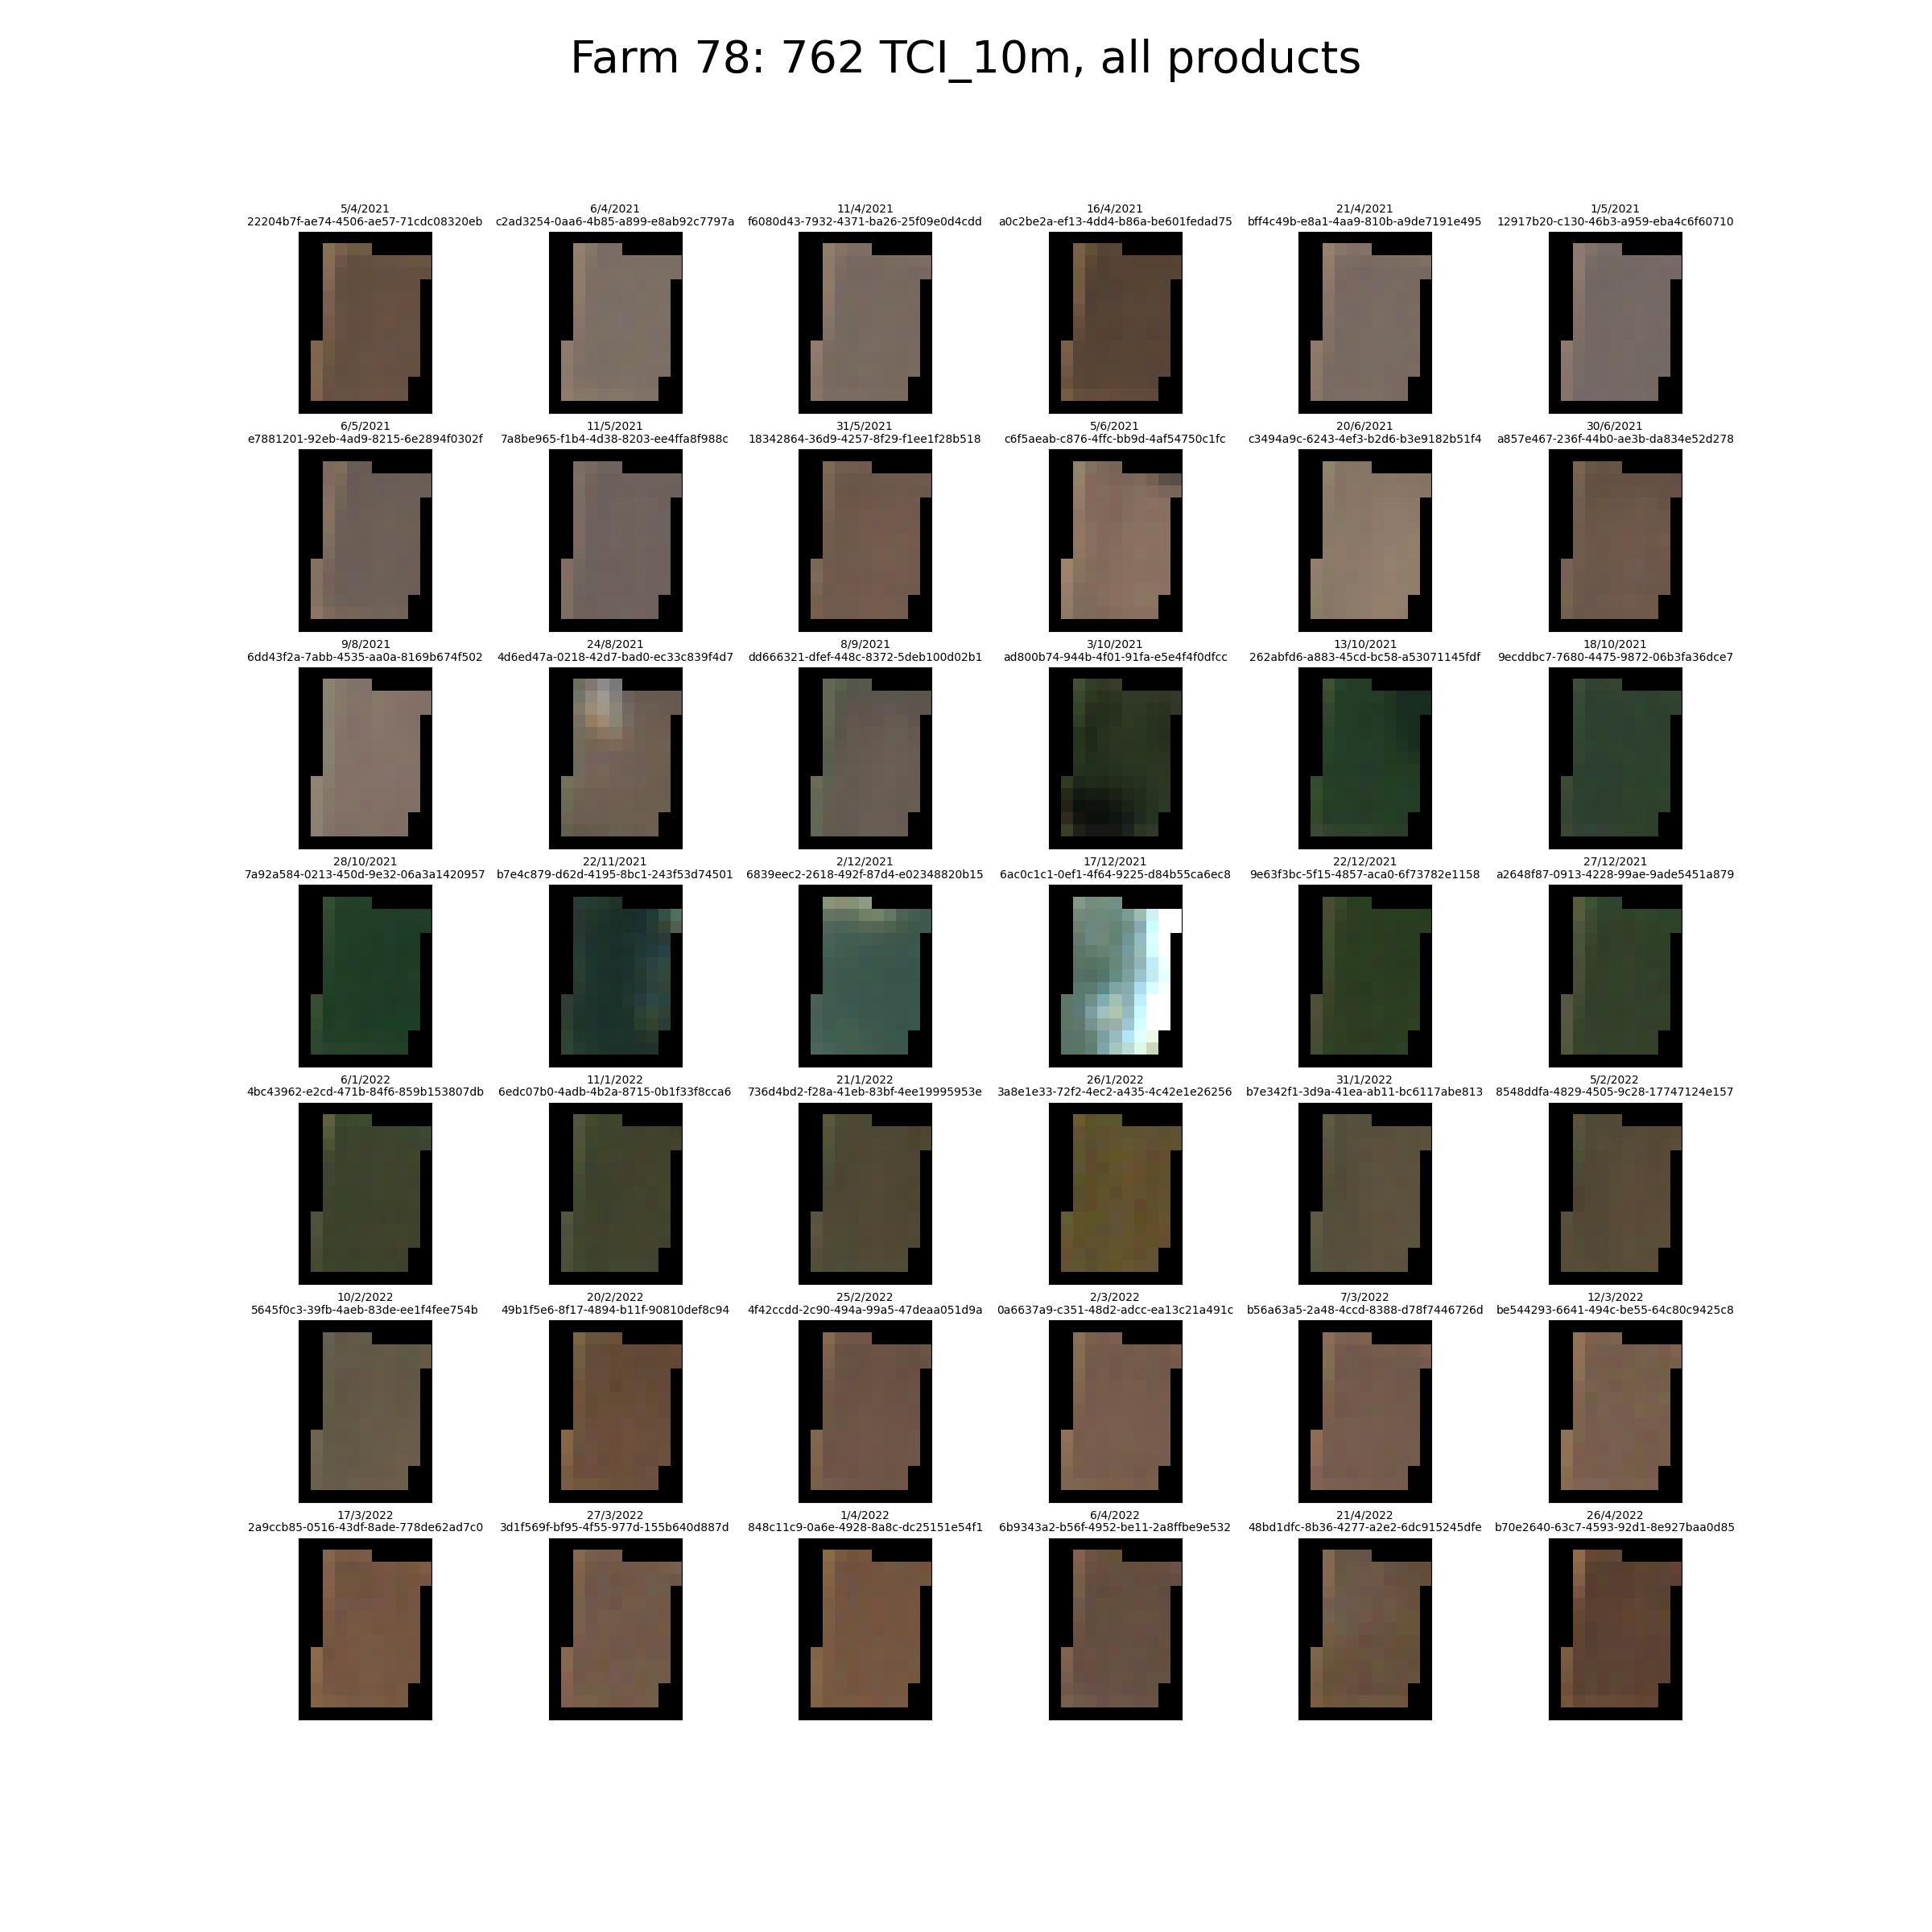 Farm 78: 762 TCI_10m, all products
5/4/2021 6/4/2021 11/4/2021 16/4/2021 21/4/2021 1/5/2021
22204b7f-ae74-4506-ae57-71cdc08320eb c2ad3254-0aa6-4b85-a899-e8ab92c7797a f6080d43-7932-4371-ba26-25f09e0d4cdd a0c2be2a-ef13-4dd4-b86a-be601fedad75 bff4c49b-e8a1-4aa9-810b-a9de7191e495 12917b20-c130-46b3-a959-eba4c6f60710
6/5/2021 11/5/2021 31/5/2021 5/6/2021 20/6/2021 30/6/2021
e7881201-92eb-4ad9-8215-6e2894f0302f 7a8be965-f1b4-4d38-8203-ee4ffa8f988c 18342864-36d9-4257-8f29-f1ee1f28b518 c6f5aeab-c876-4ffc-bb9d-4af54750c1fc c3494a9c-6243-4ef3-b2d6-b3e9182b51f4 a857e467-236f-44b0-ae3b-da834e52d278
9/8/2021 24/8/2021 8/9/2021 3/10/2021 13/10/2021 18/10/2021
6dd43f2a-7abb-4535-aa0a-8169b674f502 4d6ed47a-0218-42d7-bad0-ec33c839f4d7 dd666321-dfef-448c-8372-5deb100d02b1 ad800b74-944b-4f01-91fa-e5e4f4f0dfcc 262abfd6-a883-45cd-bc58-a53071145fdf 9ecddbc7-7680-4475-9872-06b3fa36dce7
28/10/2021 22/11/2021 2/12/2021 17/12/2021 22/12/2021 27/12/2021
7a92a584-0213-450d-9e32-06a3a1420957 b7e4c879-d62d-4195-8bc1-243f53d74501 6839eec2-2618-492f-87d4-e02348820b15 6ac0c1c1-0ef1-4f64-9225-d84b55ca6ec8 9e63f3bc-5f15-4857-aca0-6f73782e1158 a2648f87-0913-4228-99ae-9ade5451a879
6/1/2022 11/1/2022 21/1/2022 26/1/2022 31/1/2022 5/2/2022
4bc43962-e2cd-471b-84f6-859b153807db 6edc07b0-4adb-4b2a-8715-0b1f33f8cca6 736d4bd2-f28a-41eb-83bf-4ee19995953e 3a8e1e33-72f2-4ec2-a435-4c42e1e26256 b7e342f1-3d9a-41ea-ab11-bc6117abe813 8548ddfa-4829-4505-9c28-17747124e157
10/2/2022 20/2/2022 25/2/2022 2/3/2022 7/3/2022 12/3/2022
5645f0c3-39fb-4aeb-83de-ee1f4fee754b 49b1f5e6-8f17-4894-b11f-90810def8c94 4f42ccdd-2c90-494a-99a5-47deaa051d9a 0a6637a9-c351-48d2-adcc-ea13c21a491c b56a63a5-2a48-4ccd-8388-d78f7446726d be544293-6641-494c-be55-64c80c9425c8
17/3/2022 27/3/2022 1/4/2022 6/4/2022 21/4/2022 26/4/2022
2a9ccb85-0516-43df-8ade-778de62ad7c0 3d1f569f-bf95-4f55-977d-155b640d887d 848c11c9-0a6e-4928-8a8c-dc25151e54f1 6b9343a2-b56f-4952-be11-2a8ffbe9e532 48bd1dfc-8b36-4277-a2e2-6dc915245dfe b70e2640-63c7-4593-92d1-8e927baa0d85